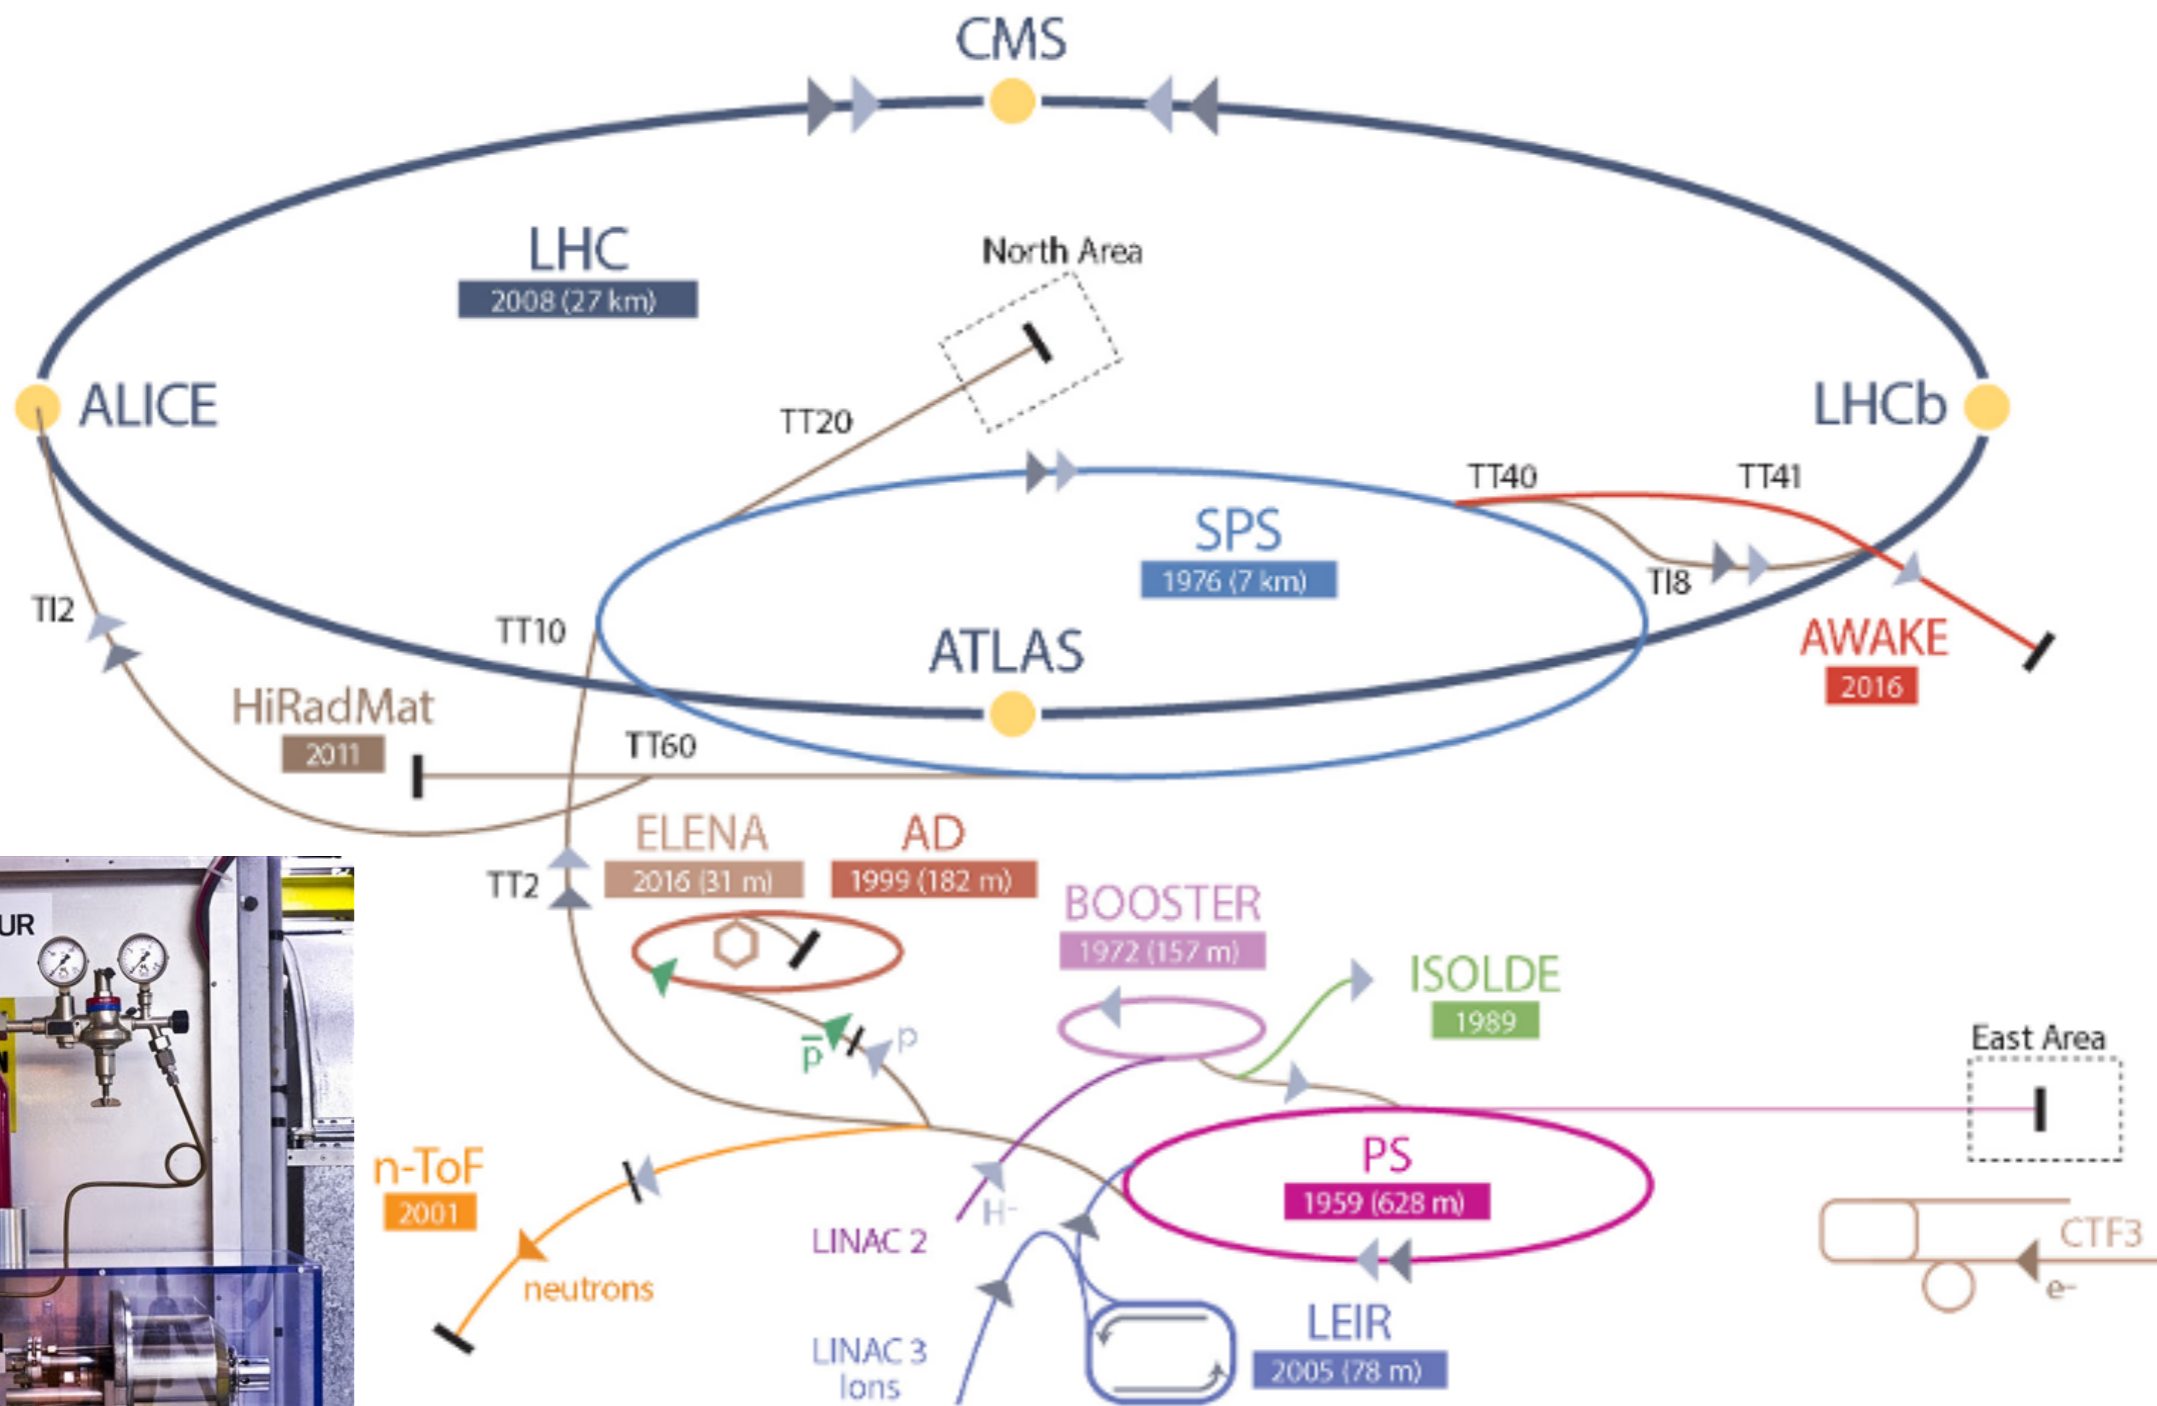 CMS
LHC
2008 (27 km)
North Area
ALICE
TT20
LHCb
TT40
TT41
SPS
1976 (7 km)
TI8
TI2
TT10
ATLAS
AWAKE
2016
HiRadMat
2011
TT60
ELENA
2016 (31 m)
AD
1999 (182 m)
TT2
BOOSTER
1972 (157 m)
UR
ISOLDE
1989
p
p̅
East Area
N
n-ToF
2001
PS
1959 (628 m)
H-
LINAC 2
CTF3
e-
neutrons
LEIR
2005 (78 m)
LINAC 3
Ions